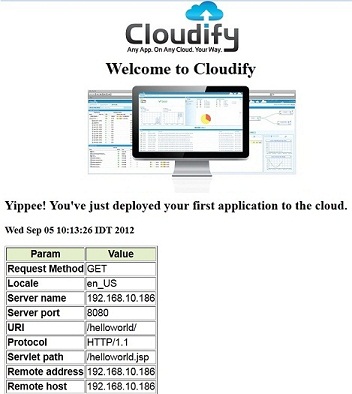 Cloudify
Any App. On Any Cloud. Your Way.
Welcome to Cloudify
Yippee! You've just deployed your first application to the cloud.
Wed Sep 05 10:13:26 IDT 2012
Param Value
Request Method GET
Locale en_US
Server name 192.168.10.186
Server port 8080
URI /helloworld/
Protocol HTTP/1.1
Servlet path /helloworld.jsp
Remote address 192.168.10.186
Remote host 192.168.10.186